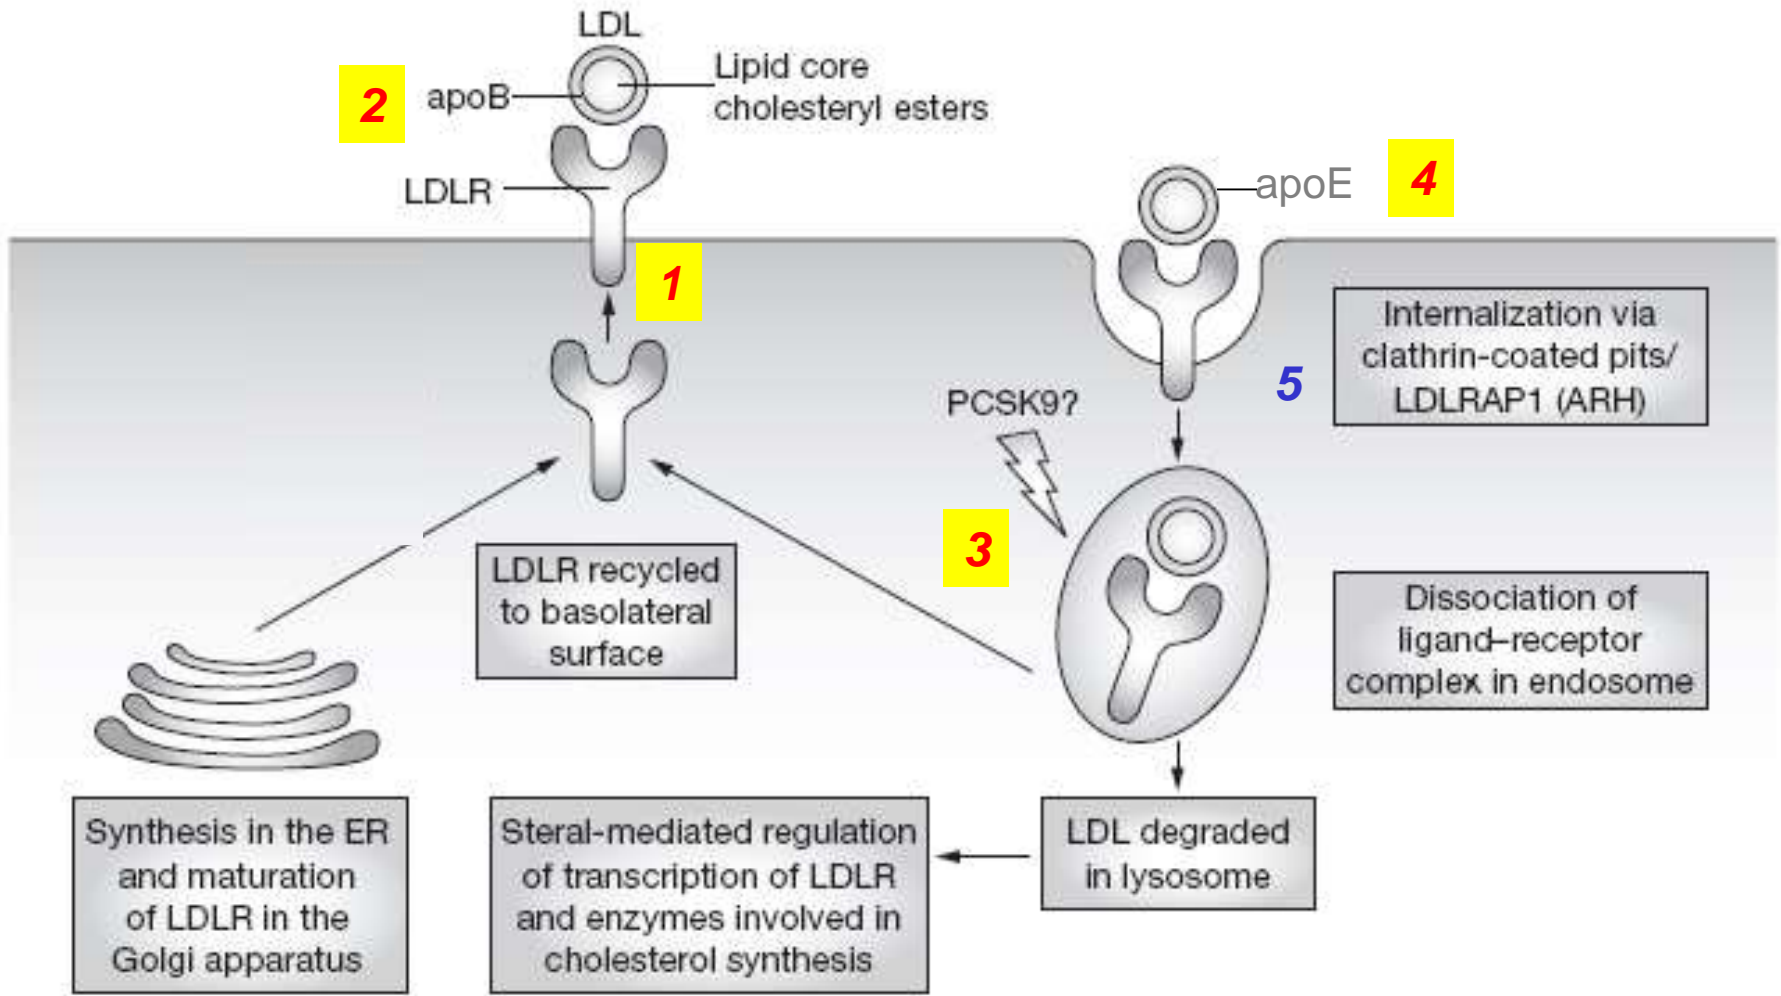 LDL
2
apoB
Lipid core
cholesteryl esters
LDLR
1
apoE
4
Internalization via
clathrin-coated pits/
LDLRAP1 (ARH)
5
PCSK9?
3
LDLR recycled
to basolateral
surface
Dissociation of
ligand–receptor
complex in endosome
Synthesis in the ER
and maturation
of LDLR in the
Golgi apparatus
Steral-mediated regulation
of transcription of LDLR
and enzymes involved in
cholesterol synthesis
LDL degraded
in lysosome